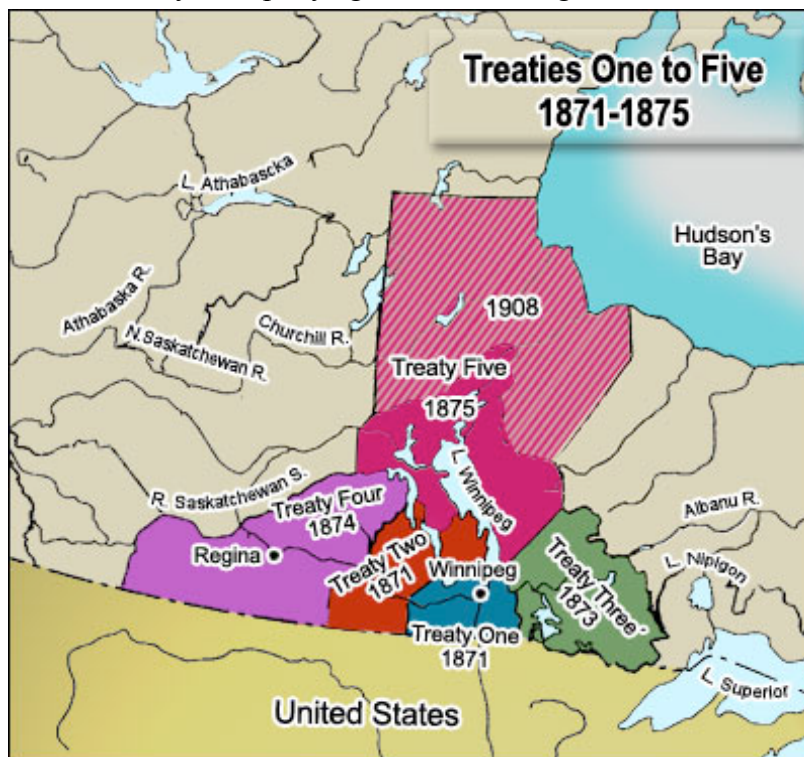 Treaties One to Five
1871-1875
L. Athabascka
Hudson's
Bay
Athabaska R.
N.Saskatchewan R.
Churchill R.
1908
Treaty Five
1875
L. Winnipeg
R. Saskatchewan S.
Treaty Four
1874
Regina
Treaty Two
1871
Winnipeg
Treaty One
1871
Treaty Three
1873
Albanu R.
L. Nipigon
L. Superior
United States